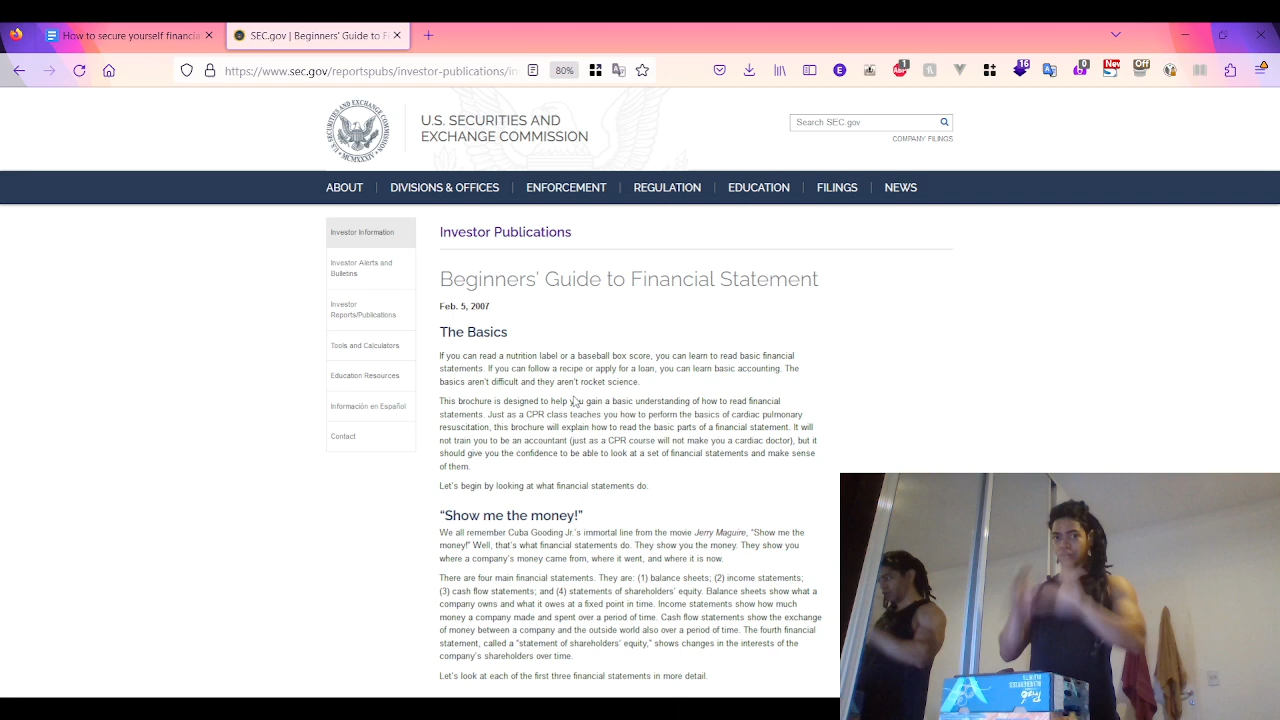 How to secure yourself financia
SEC.gov | Beginners' Guide to Fi
https://www.sec.gov/reportspubs/investor-publications/in
80%
1
16
0
New
Off
U.S. SECURITIES AND
EXCHANGE COMMISSION
Search SEC.gov
COMPANY FILINGS
ABOUT
DIVISIONS & OFFICES
ENFORCEMENT
REGULATION
EDUCATION
FILINGS
NEWS
Investor Information
Investor Alerts and
Bulletins
Investor
Reports/Publications
Tools and Calculators
Education Resources
Información en Español
Contact
Investor Publications
Beginners' Guide to Financial Statement
Feb. 5, 2007
The Basics
If you can read a nutrition label or a baseball box score, you can learn to read basic financial
statements. If you can follow a recipe or apply for a loan, you can learn basic accounting. The
basics aren't difficult and they aren't rocket science.
This brochure is designed to help you gain a basic understanding of how to read financial
statements. Just as a CPR class teaches you how to perform the basics of cardiac pulmonary
resuscitation, this brochure will explain how to read the basic parts of a financial statement. It will
not train you to be an accountant (just as a CPR course will not make you a cardiac doctor), but it
should give you the confidence to be able to look at a set of financial statements and make sense
of them.
Let's begin by looking at what financial statements do.
“Show me the money!”
We all remember Cuba Gooding Jr.'s immortal line from the movie Jerry Maguire, “Show me the
money!” Well, that's what financial statements do. They show you the money. They show you
where a company's money came from, where it went, and where it is now.
There are four main financial statements. They are: (1) balance sheets; (2) income statements;
(3) cash flow statements; and (4) statements of shareholders' equity. Balance sheets show what a
company owns and what it owes at a fixed point in time. Income statements show how much
money a company made and spent over a period of time. Cash flow statements show the exchange
of money between a company and the outside world also over a period of time. The fourth financial
statement, called a “statement of shareholders' equity,” shows changes in the interests of the
company's shareholders over time.
Let's look at each of the first three financial statements in more detail.